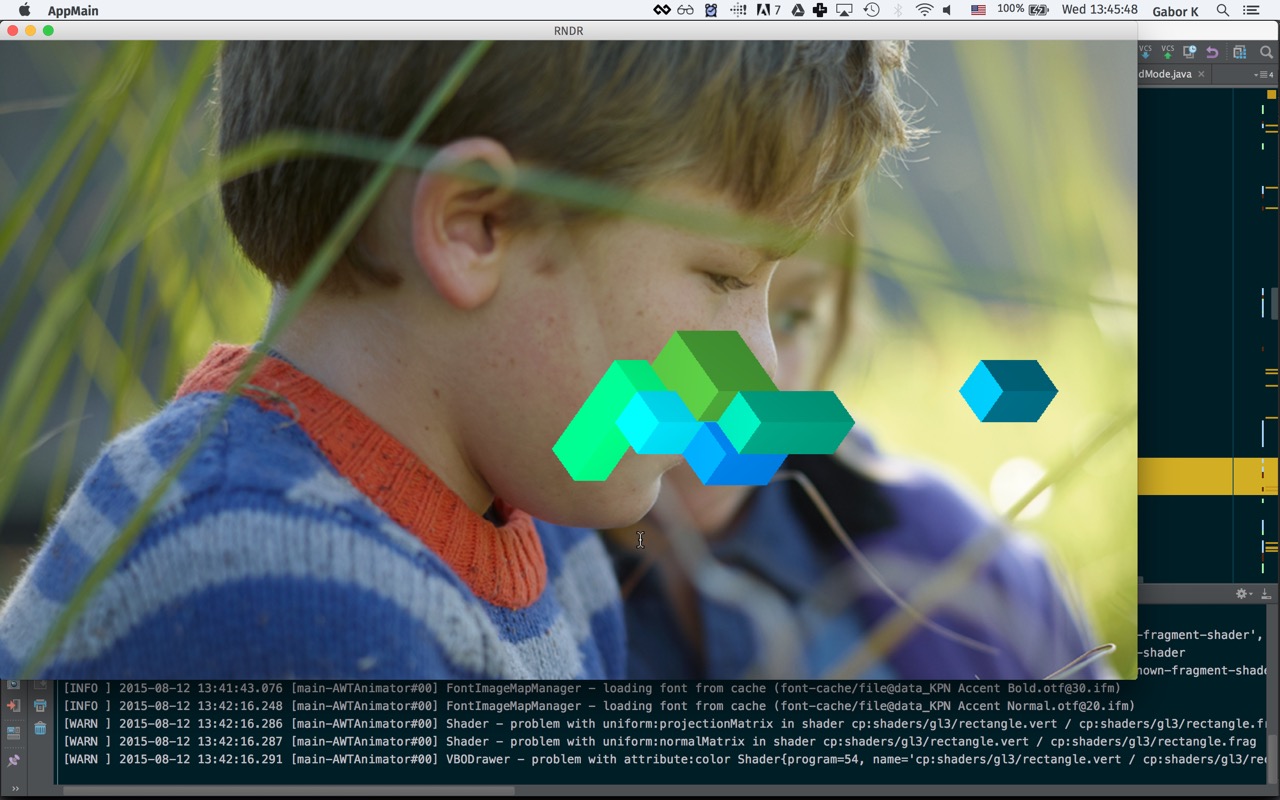 AppMain
7
100%
Wed 13:45:48
Gabor K
RNDR
VCS
VCS
dMode.java
4
-fragment-shader',
-shader
[INFO ] 2015-08-12 13:41:43.076 [main-AWTAnimator#00] FontImageMapManager - loading font from cache (font-cache/file@data_KPN Accent Bold.otf@30.ifm)
[INFO ] 2015-08-12 13:42:16.248 [main-AWTAnimator#00] FontImageMapManager - loading font from cache (font-cache/file@data_KPN Accent Normal.otf@20.ifm)
[WARN ] 2015-08-12 13:42:16.286 [main-AWTAnimator#00] Shader - problem with uniform:projectionMatrix in shader cp:shaders/gl3/rectangle.vert / cp:shaders/gl3/rectangle.fr
[WARN ] 2015-08-12 13:42:16.287 [main-AWTAnimator#00] Shader - problem with uniform:normalMatrix in shader cp:shaders/gl3/rectangle.vert / cp:shaders/gl3/rectangle.frag
[WARN ] 2015-08-12 13:42:16.291 [main-AWTAnimator#00] VBODrawer - problem with attribute:color Shader{program=54, name='cp:shaders/gl3/rectangle.vert / cp:shaders/gl3/rec